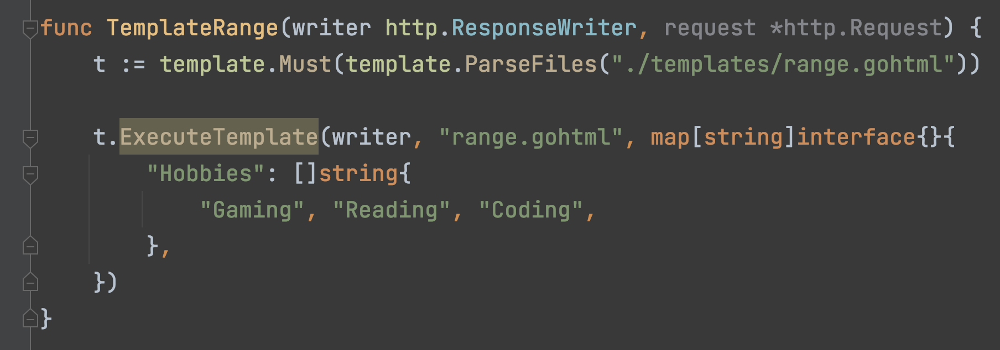 func TemplateRange(writer http.ResponseWriter, request *http.Request) {
    t := template.Must(template.ParseFiles("./templates/range.gohtml"))

    t.ExecuteTemplate(writer, "range.gohtml", map[string]interface{}{
        "Hobbies": []string{
            "Gaming", "Reading", "Coding",
        },
    })
}